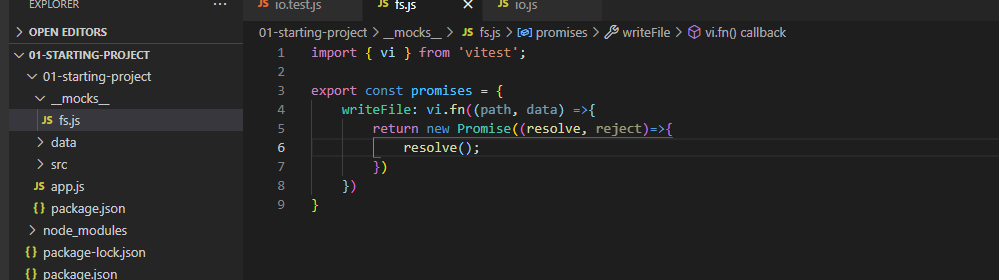 EXPLORER
...
OPEN EDITORS
01-STARTING-PROJECT
01-starting-project
__mocks__
JS fs.js
data
src
JS app.js
{} package.json
node_modules
{} package-lock.json
{} package.json
JS io.test.js
JS fs.js ×
JS io.js
01-starting-project > __mocks__ > JS fs.js > promises > writeFile > vi.fn() callback
1 import { vi } from 'vitest';
2
3 export const promises = {
4 writeFile: vi.fn((path, data) =>{
5 return new Promise((resolve, reject)=>{
6 resolve();
7 })
8 })
9 }